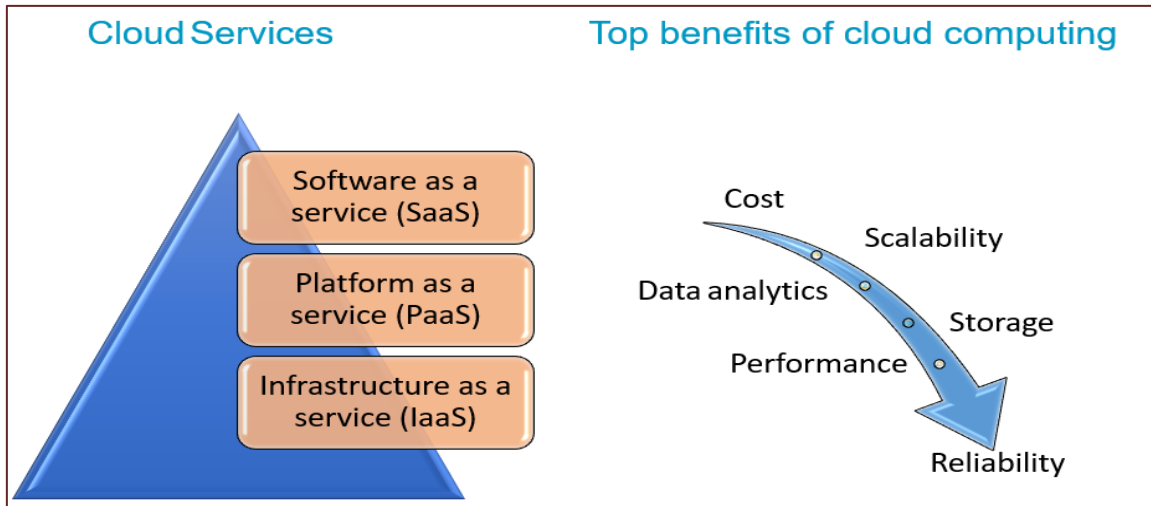 Cloud Services
Software as a
service (SaaS)
Platform as a
service (PaaS)
Infrastructure as a
service (IaaS)
Top benefits of cloud computing
Cost
Scalability
Data analytics
Storage
Performance
Reliability